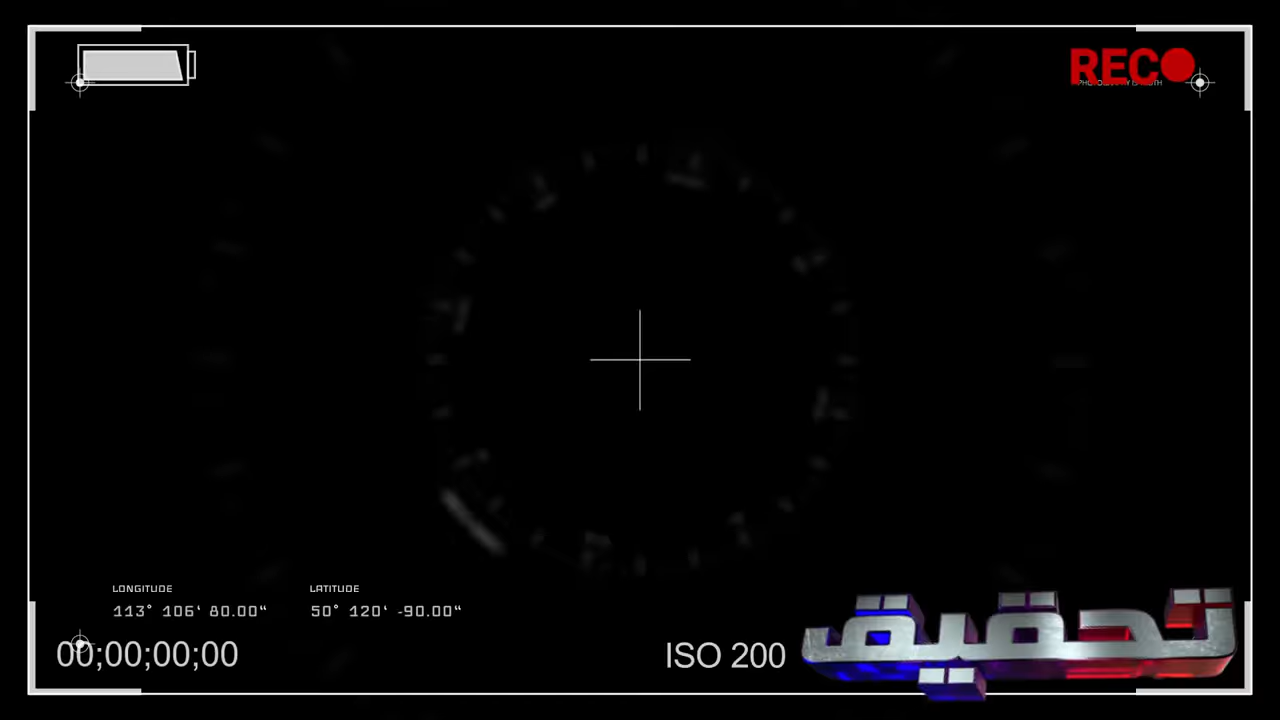 REC
LONGITUDE LATITUDE
113° 106‘ 80.00“ 50° 120‘ -90.00“
00;00;00;00
ISO 200
تحقيق